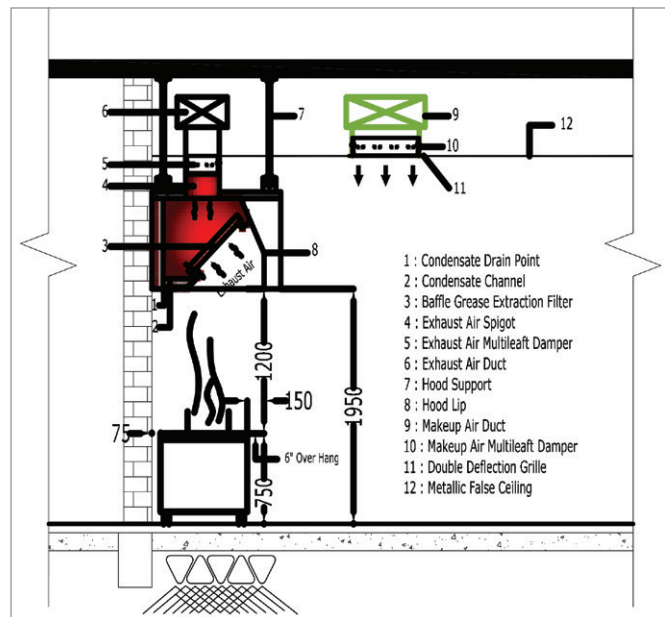 6
7
9
10
12
5
4
11
3
8
Exhaust Air
1
2
1 : Condensate Drain Point
2 : Condensate Channel
3 : Baffle Grease Extraction Filter
4 : Exhaust Air Spigot
5 : Exhaust Air Multileaft Damper
6 : Exhaust Air Duct
7 : Hood Support
8 : Hood Lip
9 : Makeup Air Duct
10 : Makeup Air Multileaft Damper
11 : Double Deflection Grille
12 : Metallic False Ceiling
1200
150
1950
75
6" Over Hang
750